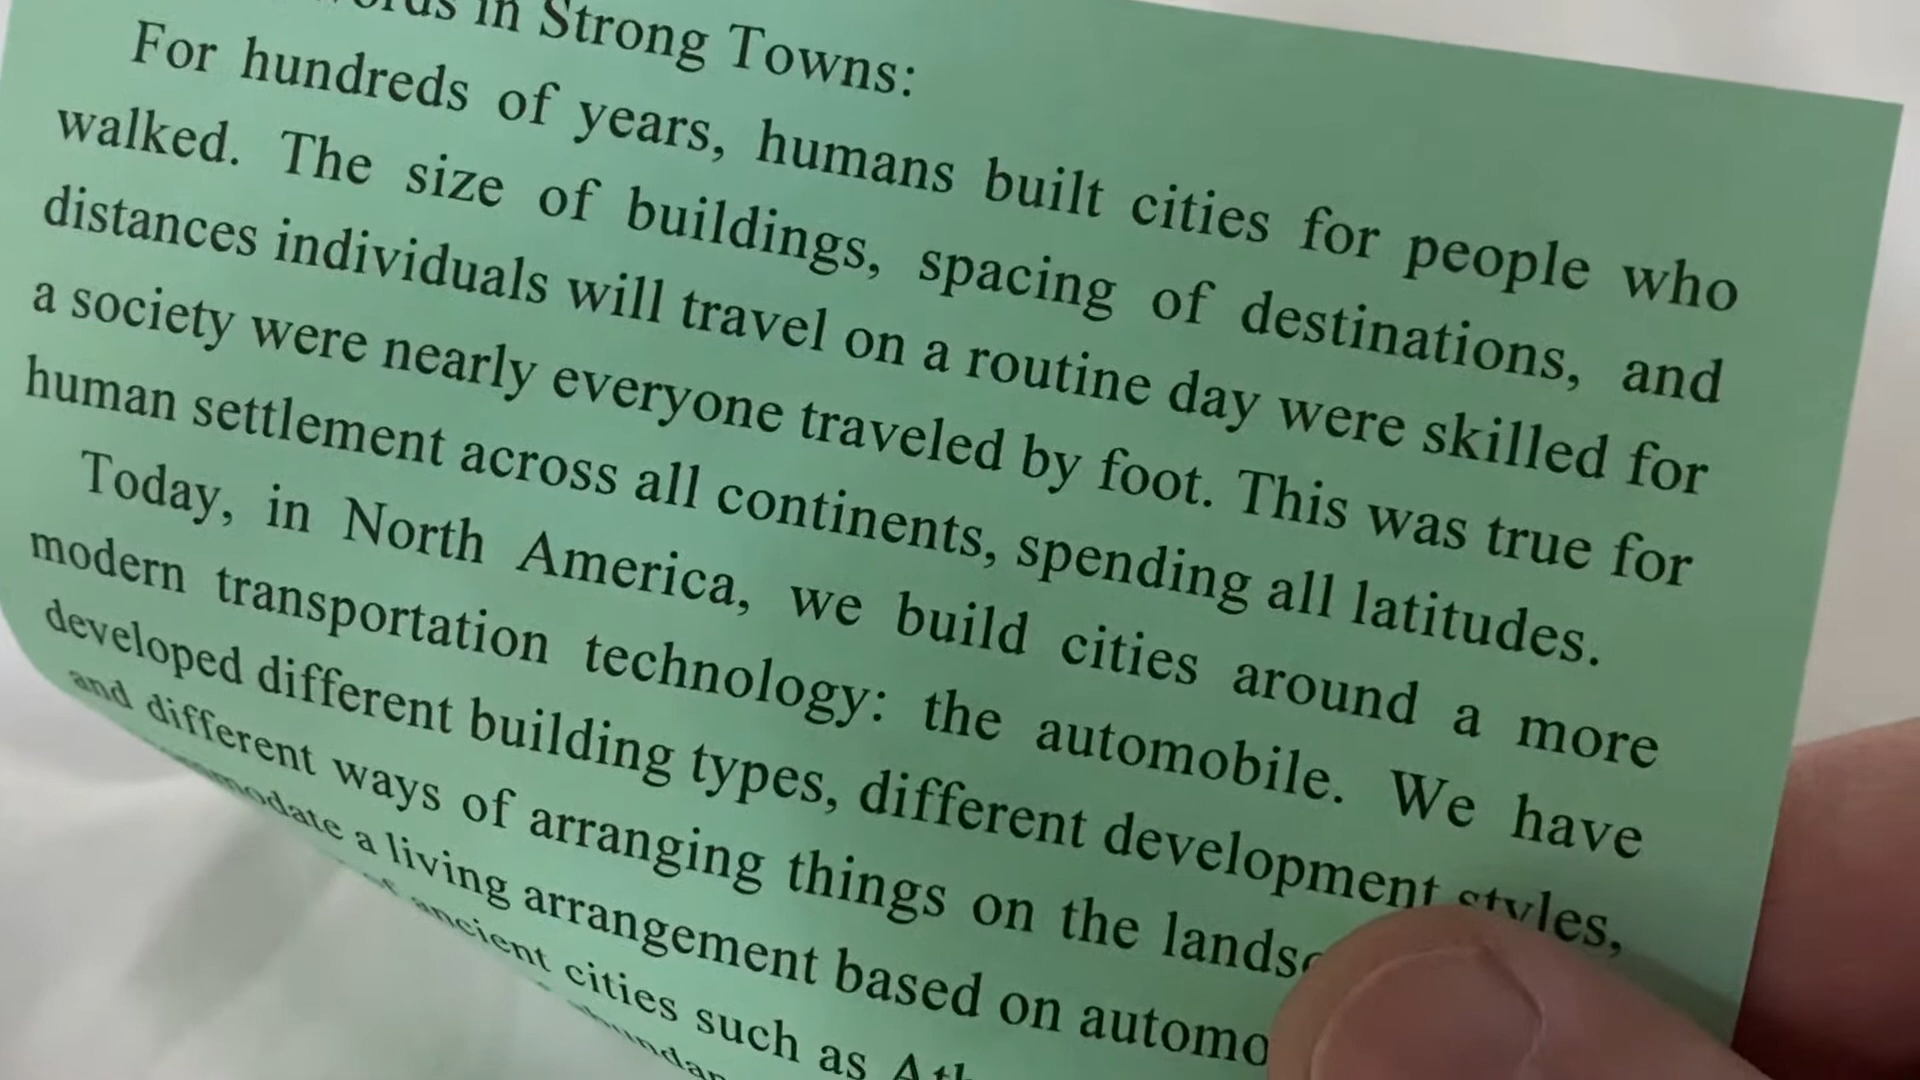 in Strong Towns:
For hundreds of years, humans built cities for people who
walked. The size of buildings, spacing of destinations, and
distances individuals will travel on a routine day were skilled for
a society were nearly everyone traveled by foot. This was true for
human settlement across all continents, spending all latitudes.
Today, in North America, we build cities around a more
modern transportation technology: the automobile. We have
developed different building types, different development styles,
and different ways of arranging things on the
a living arrangement based on
ancient cities such as